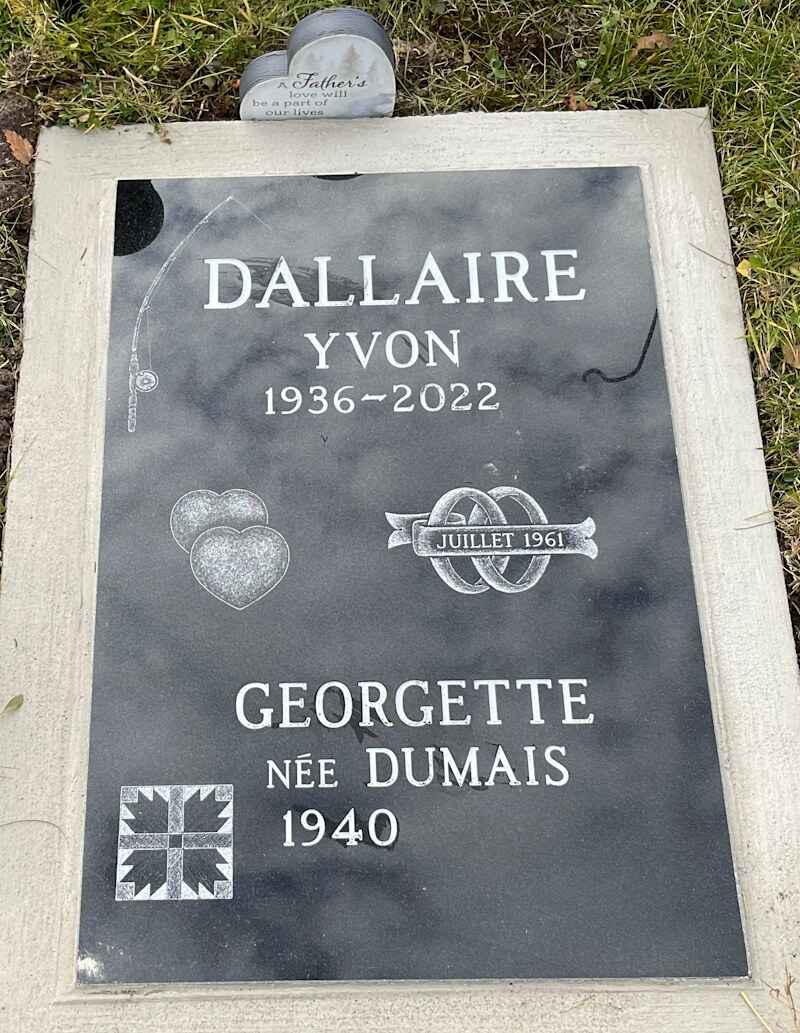 A Father's
love will
be a part of
our lives
DALLAIRE
YVON
1936~2022
JUILLET 1961
GEORGETTE
NÉE DUMAIS
1940